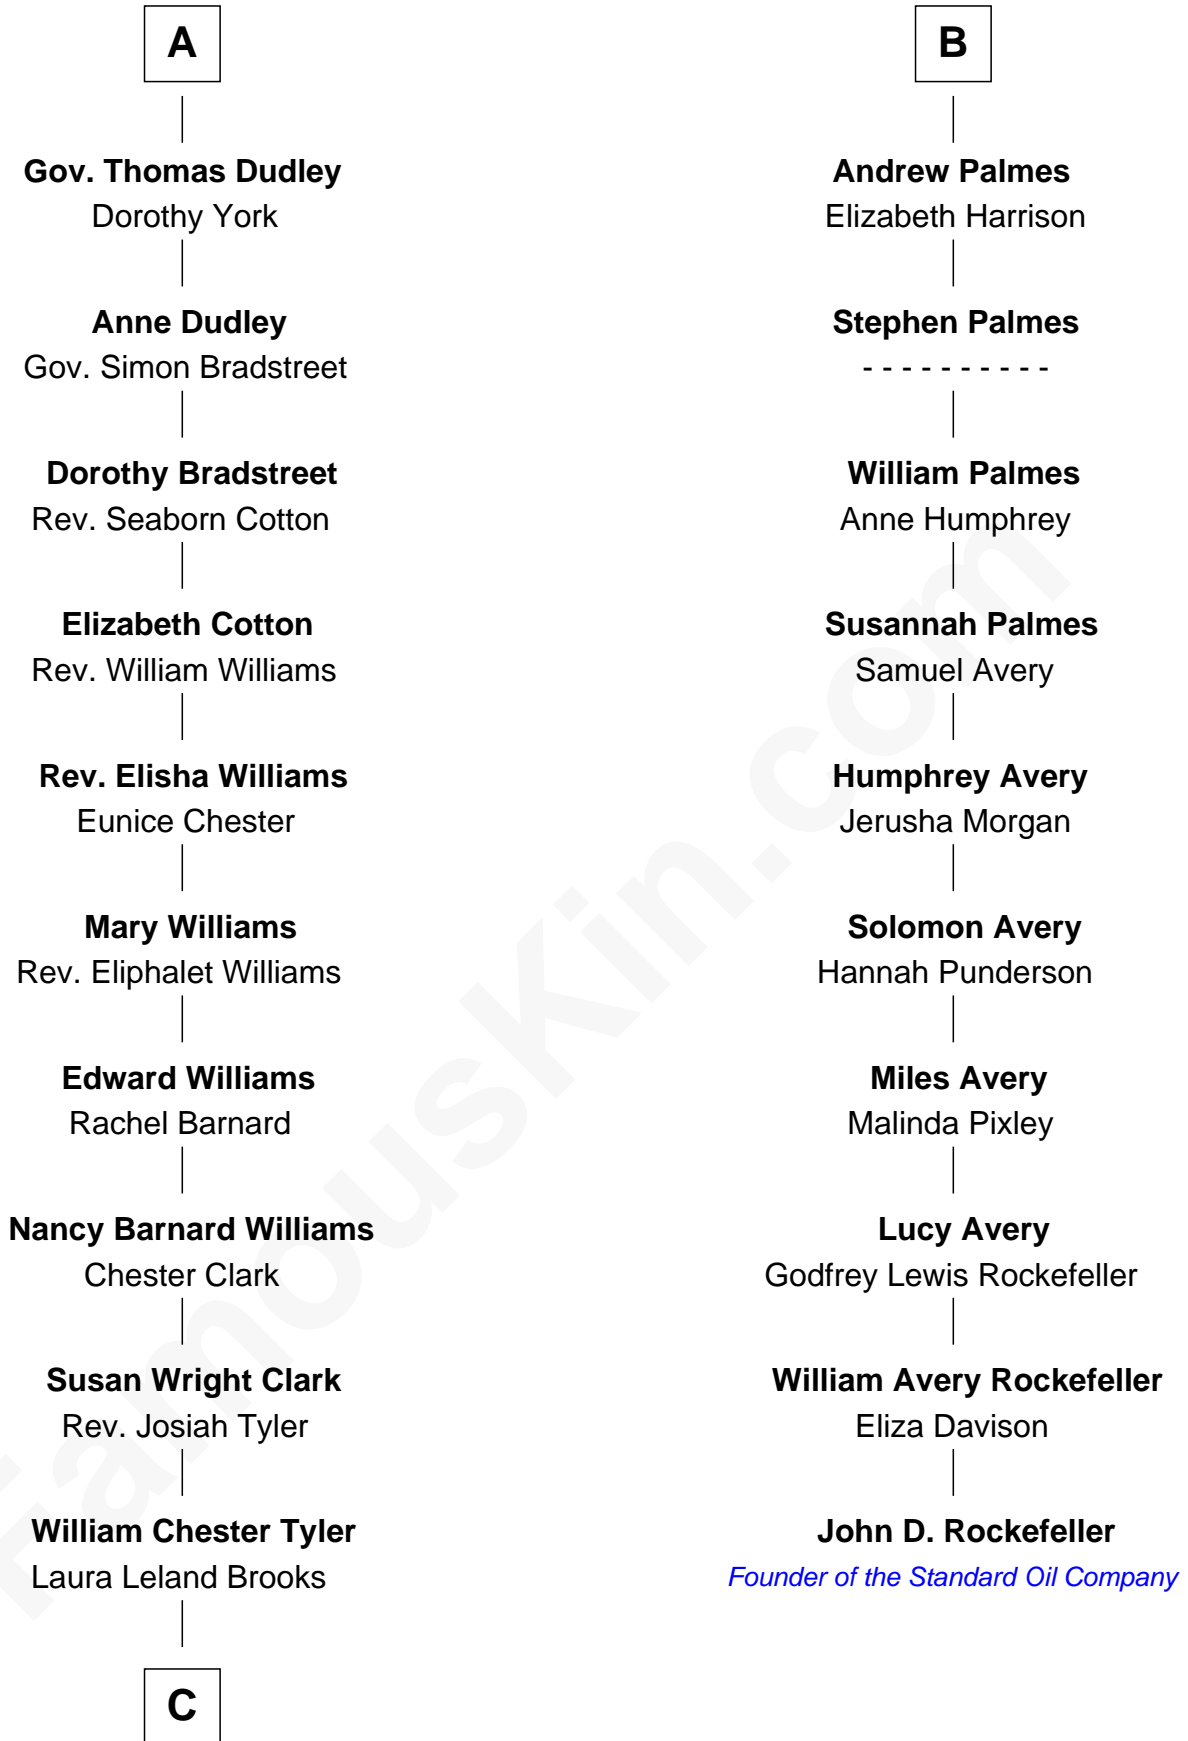 A
Gov. Thomas Dudley
Dorothy York
Anne Dudley
Gov. Simon Bradstreet
Dorothy Bradstreet
Rev. Seaborn Cotton
Elizabeth Cotton
Rev. William Williams
Rev. Elisha Williams
Eunice Chester
Mary Williams
Rev. Eliphalet Williams
Edward Williams
Rachel Barnard
Nancy Barnard Williams
Chester Clark
Susan Wright Clark
Rev. Josiah Tyler
William Chester Tyler
Laura Leland Brooks
C
B
Andrew Palmes
Elizabeth Harrison
Stephen Palmes
- - - - - - - - - -
William Palmes
Anne Humphrey
Susannah Palmes
Samuel Avery
Humphrey Avery
Jerusha Morgan
Solomon Avery
Hannah Punderson
Miles Avery
Malinda Pixley
Lucy Avery
Godfrey Lewis Rockefeller
William Avery Rockefeller
Eliza Davison
John D. Rockefeller
Founder of the Standard Oil Company
FamousKin.com